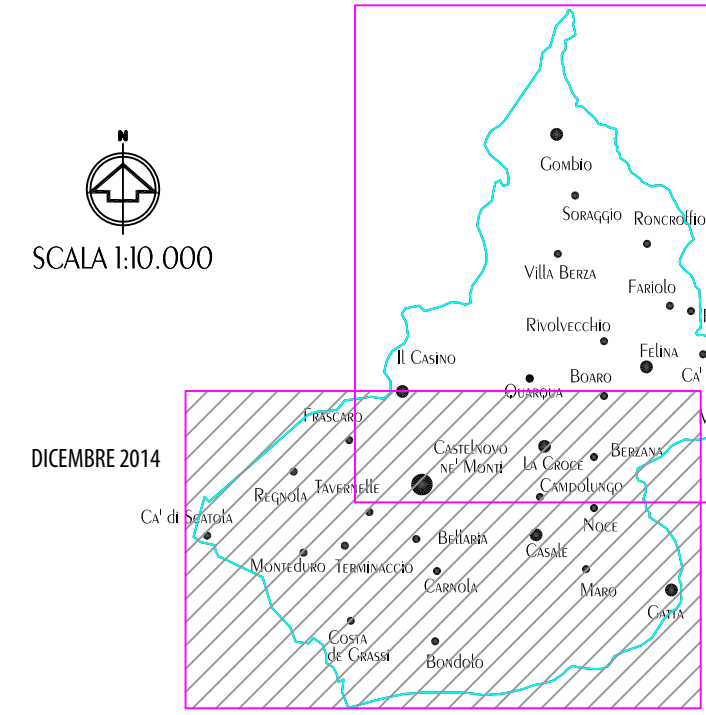 N
SCALA 1:10.000
DICEMBRE 2014
Gombio
Soraggio
Roncroffio
Villa Berza
Fariolo
Rivolvecchio
Felina
Il Casino
Ca'
Quarqua
Boaro
Frascaro
Castelnovo
ne' Monti
La Croce
Berzana
Regnola
Tavernelle
Campolungo
Ca' di Scatola
Noce
Bellaria
Casale
Monteduro
Terminaccio
Carnola
Maro
Gatta
Costa
de Grassi
Bondolo